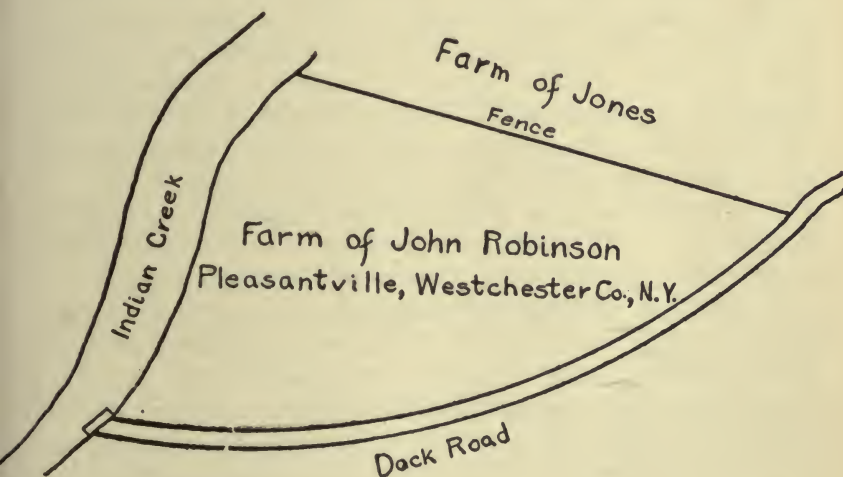 Farm of Jones
Fence
Indian Creek
Farm of John Robinson
Pleasantville, Westchester Co., N.Y.
Dock Road